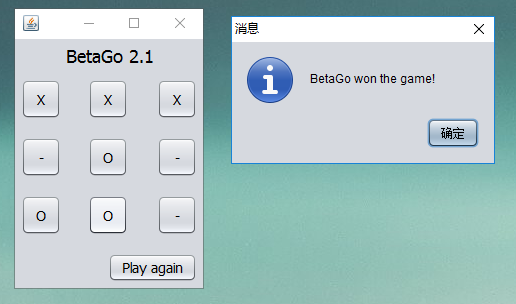 BetaGo 2.1
X X X
- O -
O O -
Play again
消息
BetaGo won the game!
确定